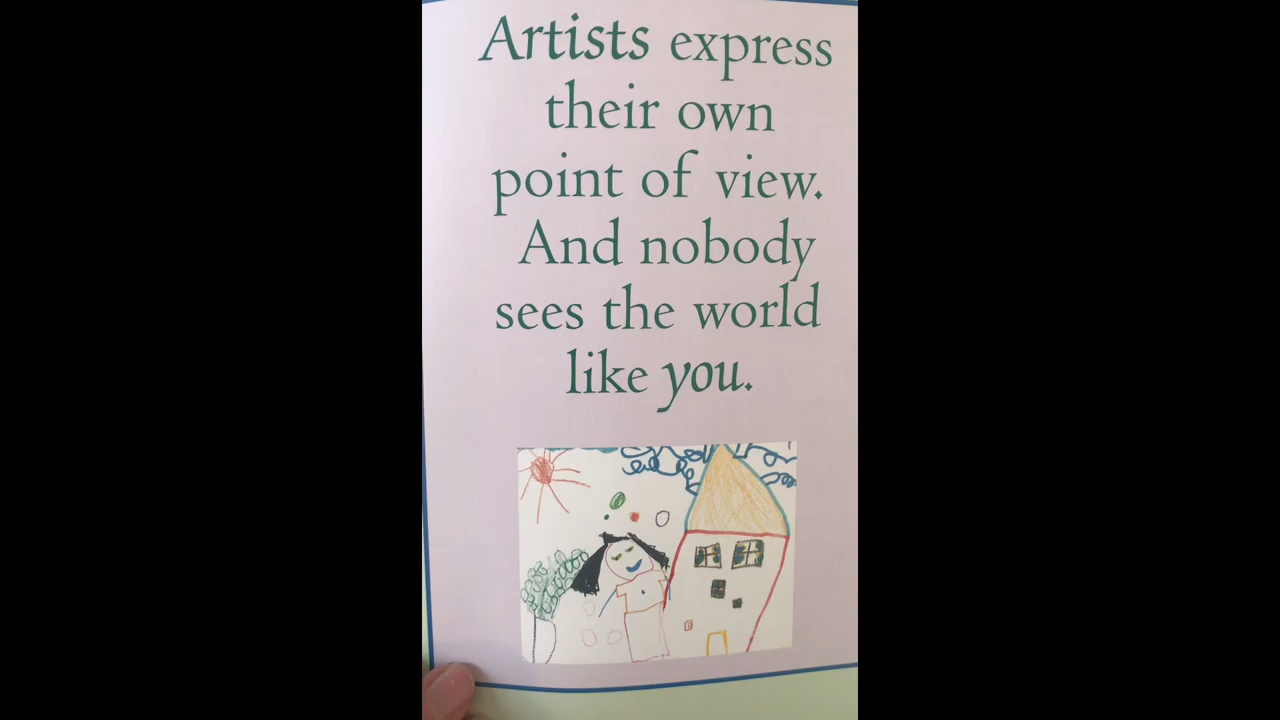 Artists express
their own
point of view.
And nobody
sees the world
like you.